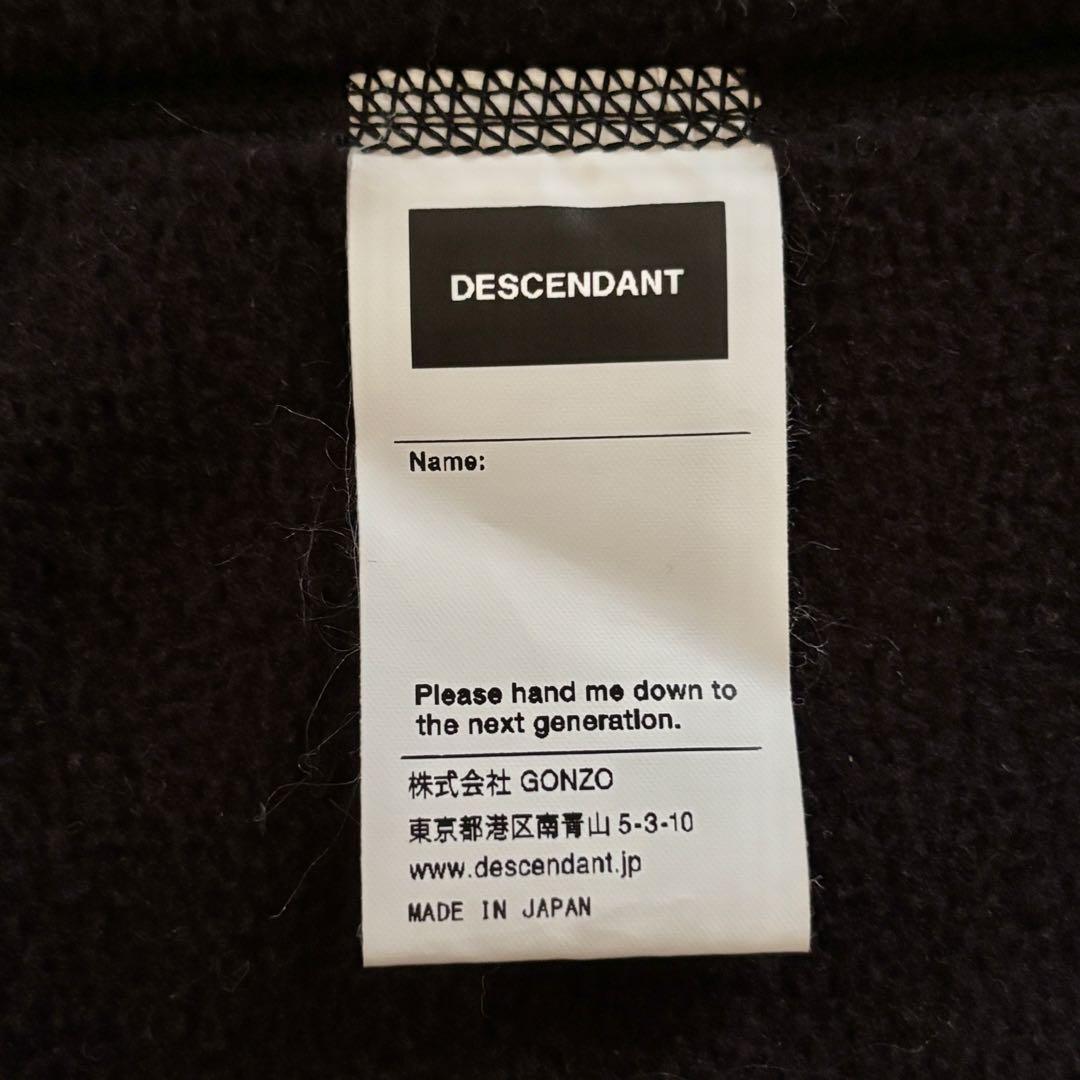 DESCENDANT
Name:
Please hand me down to
the next generation.
株式会社 GONZO
東京都港区南青山 5-3-10
www.descendant.jp
MADE IN JAPAN